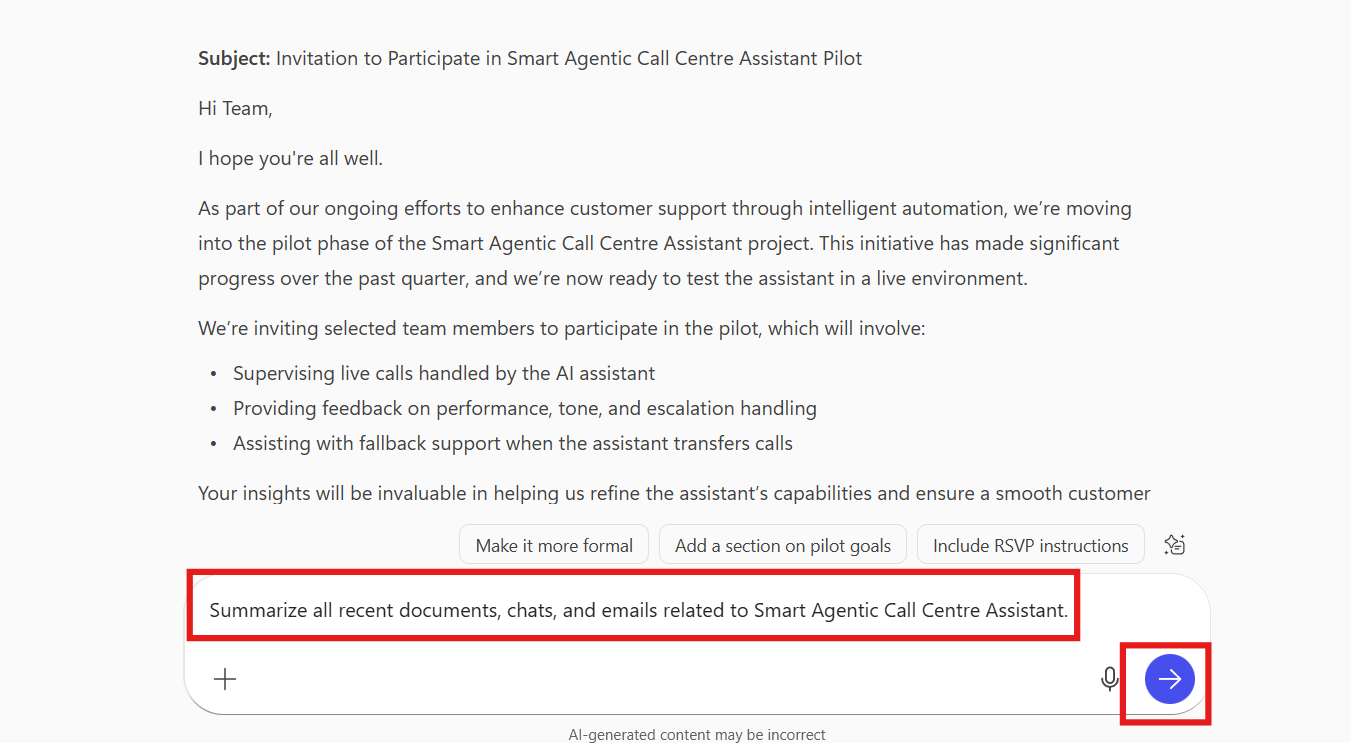 Subject: Invitation to Participate in Smart Agentic Call Centre Assistant Pilot
Hi Team,
I hope you're all well.
As part of our ongoing efforts to enhance customer support through intelligent automation, we’re moving
into the pilot phase of the Smart Agentic Call Centre Assistant project. This initiative has made significant
progress over the past quarter, and we’re now ready to test the assistant in a live environment.
We’re inviting selected team members to participate in the pilot, which will involve:
• Supervising live calls handled by the AI assistant
• Providing feedback on performance, tone, and escalation handling
• Assisting with fallback support when the assistant transfers calls
Your insights will be invaluable in helping us refine the assistant’s capabilities and ensure a smooth customer
Make it more formal
Add a section on pilot goals
Include RSVP instructions
Summarize all recent documents, chats, and emails related to Smart Agentic Call Centre Assistant.
AI-generated content may be incorrect